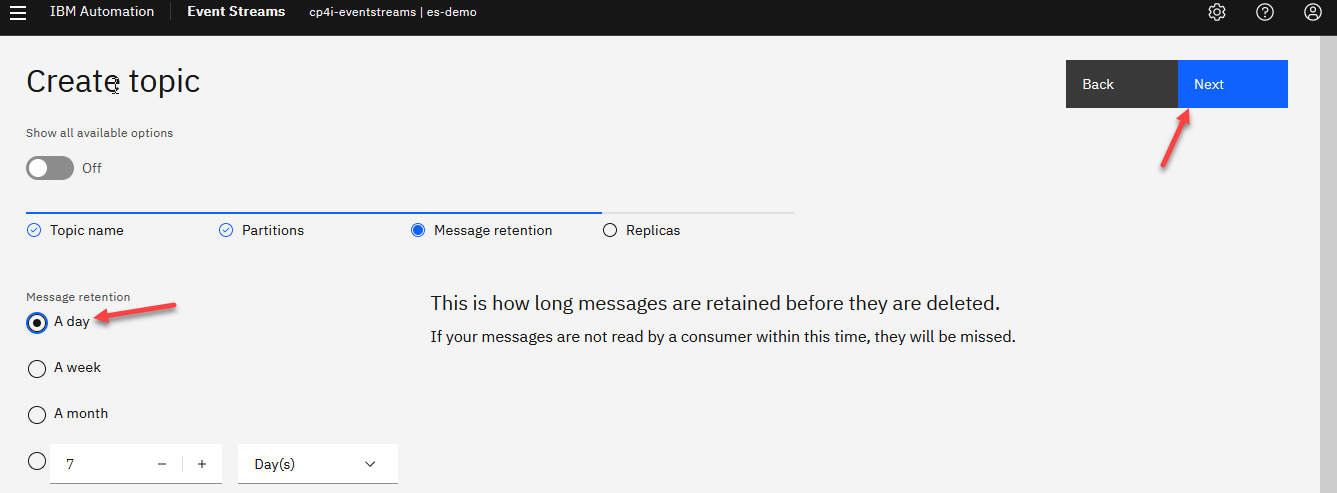 IBM Automation Event Streams cp4i-eventstreams | es-demo
Create topic
Back Next
Show all available options
Off
Topic name Partitions Message retention Replicas
Message retention
A day
A week
A month
7 Day(s)
This is how long messages are retained before they are deleted.
If your messages are not read by a consumer within this time, they will be missed.